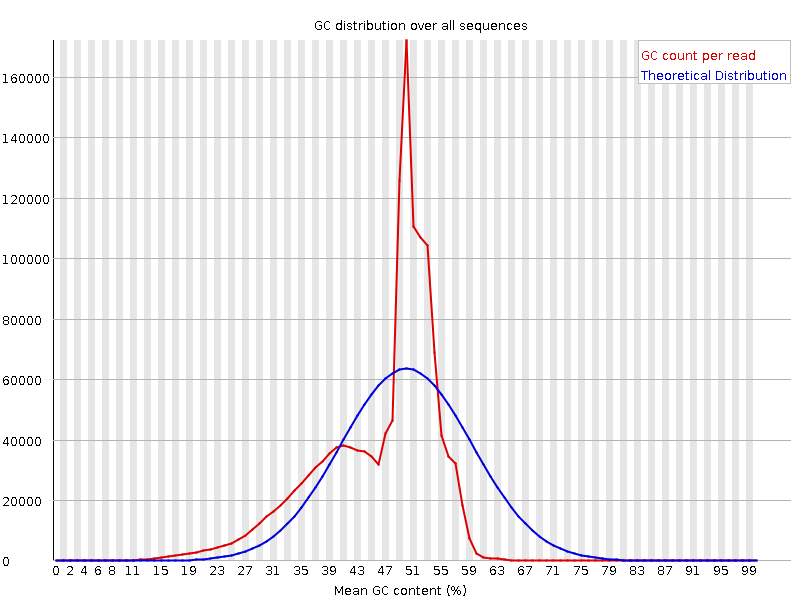 GC distribution over all sequences
GC count per read
Theoretical Distribution
160000
140000
120000
100000
80000
60000
40000
20000
0
0 2 4 6 8 11 15 19 23 27 31 35 39 43 47 51 55 59 63 67 71 75 79 83 87 91 95 99
Mean GC content (%)